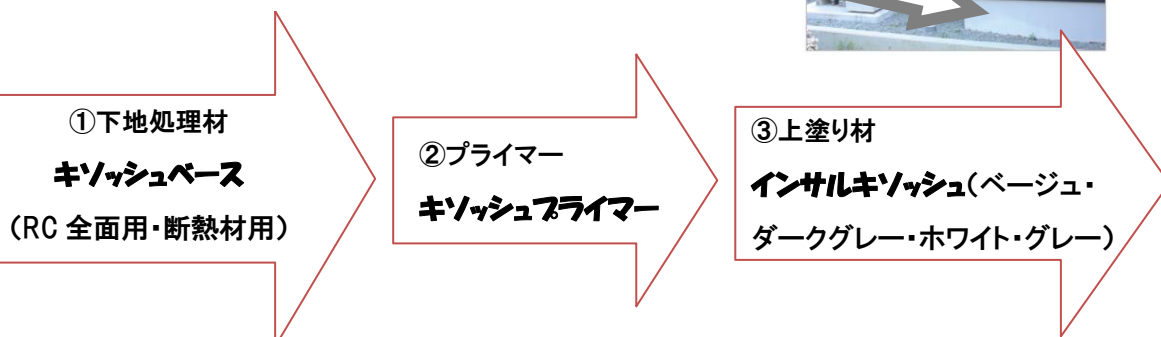 ①下地処理材
キソッシュベース
（RC 全面用・断熱材用）
②プライマー
キソッシュプライマー
③上塗り材
インサルキソッシュ（ベージュ・
ダークグレー・ホワイト・グレー）